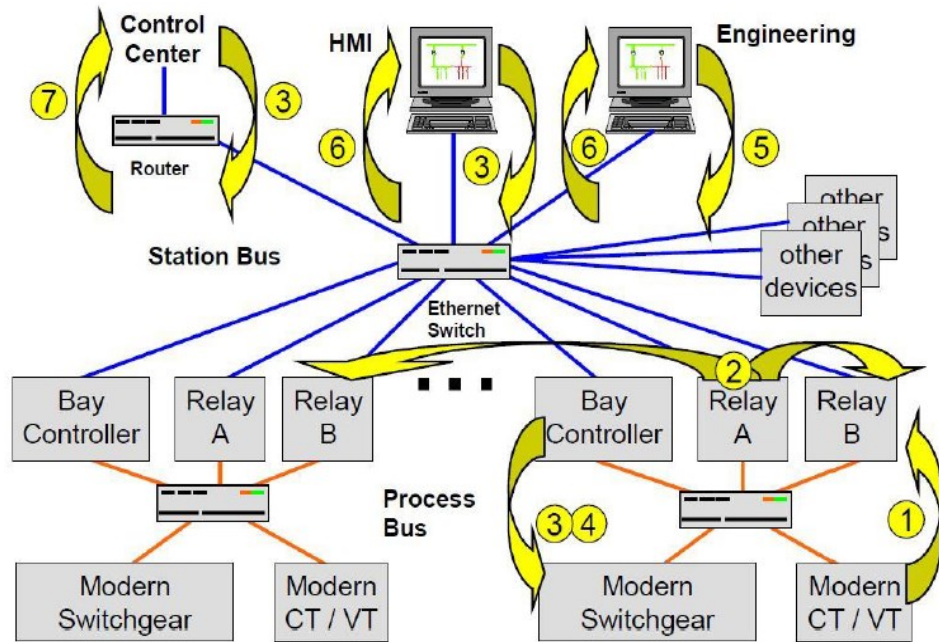 Control
Center
HMI
Engineering
7
3
6
3
6
5
Router
Station Bus
other
other
s
s
other
devices
Ethernet
Switch
2
Bay
Controller
Relay
A
Relay
B
Bay
Controller
Relay
A
Relay
B
Process
Bus
3 4
1
Modern
Switchgear
Modern
CT / VT
Modern
Switchgear
Modern
CT / VT